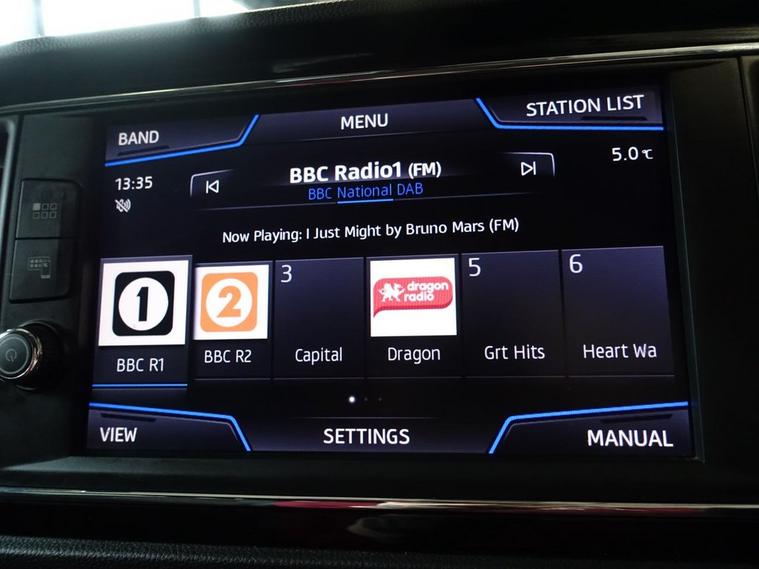 BAND
MENU
STATION LIST
13:35
BBC Radio1 (FM)
5.0 °C
BBC National DAB
Now Playing: I Just Might by Bruno Mars (FM)
1
2
3
dragon
radio
5
6
BBC R1
BBC R2
Capital
Dragon
Grt Hits
Heart Wa
VIEW
SETTINGS
MANUAL